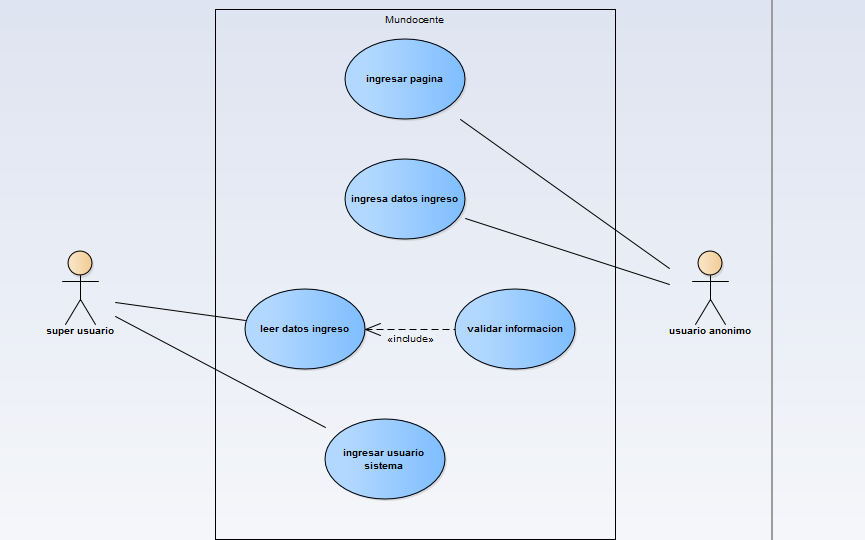 Mundocente
ingresar pagina
ingresa datos ingreso
leer datos ingreso
validar informacion
«include»
super usuario
usuario anonimo
ingresar usuario
sistema